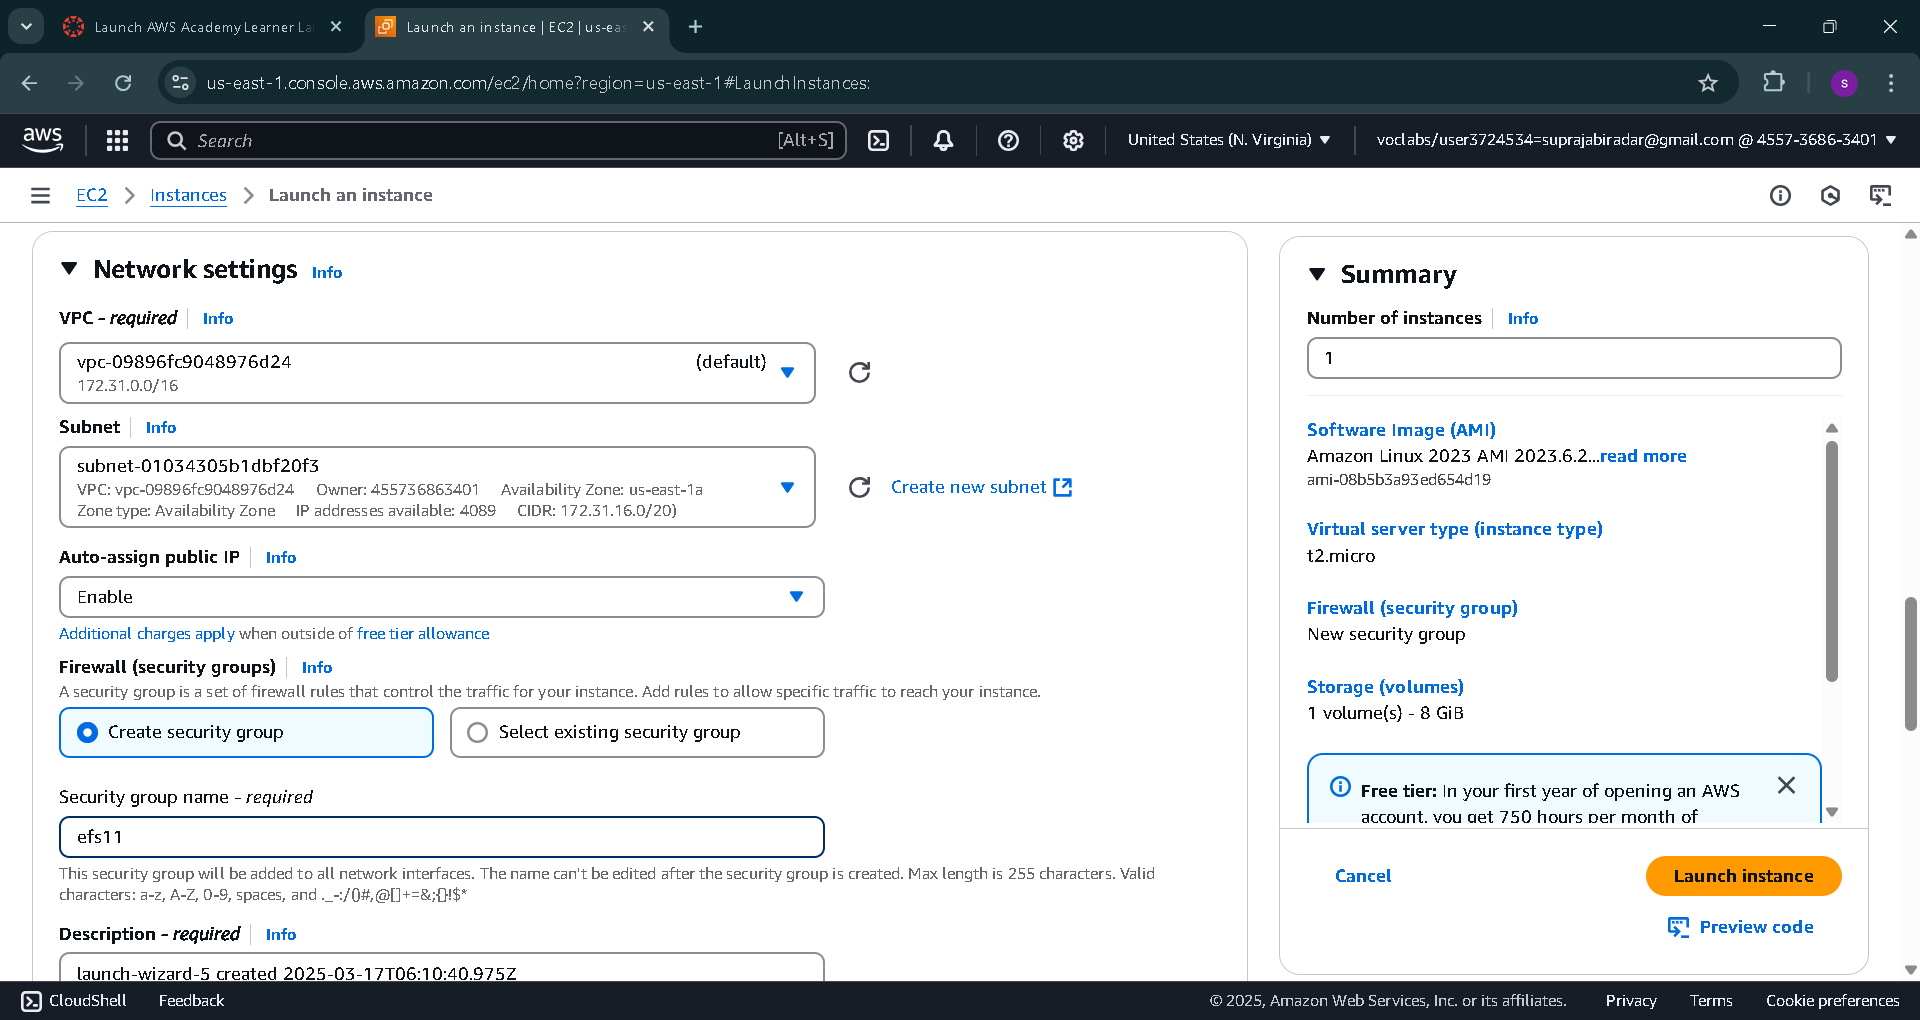 Launch AWS Academy Learner La
Launch an instance | EC2 | us-eas
us-east-1.console.aws.amazon.com/ec2/home?region=us-east-1#LaunchInstances:
S
aws
Search
[Alt+S]
United States (N. Virginia)
voclabs/user3724534=suprajabiradar@gmail.com @ 4557-3686-3401
EC2 > Instances > Launch an instance
Network settings Info
VPC - required Info
vpc-09896fc9048976d24 (default)
172.31.0.0/16
Subnet Info
subnet-01034305b1dbf20f3
VPC: vpc-09896fc9048976d24 Owner: 455736863401 Availability Zone: us-east-1a
Zone type: Availability Zone IP addresses available: 4089 CIDR: 172.31.16.0/20)
Create new subnet
Auto-assign public IP Info
Enable
Additional charges apply when outside of free tier allowance
Firewall (security groups) Info
A security group is a set of firewall rules that control the traffic for your instance. Add rules to allow specific traffic to reach your instance.
Create security group
Select existing security group
Security group name - required
efs11
This security group will be added to all network interfaces. The name can't be edited after the security group is created. Max length is 255 characters. Valid
characters: a-z, A-Z, 0-9, spaces, and ._-:/()#,@[]+=&;{}!$*
Description - required Info
launch-wizard-5 created 2025-03-17T06:10:40.975Z
Summary
Number of instances Info
1
Software Image (AMI)
Amazon Linux 2023 AMI 2023.6.2...read more
ami-08b5b3a93ed654d19
Virtual server type (instance type)
t2.micro
Firewall (security group)
New security group
Storage (volumes)
1 volume(s) - 8 GiB
Free tier: In your first year of opening an AWS
account, you get 750 hours per month of
Cancel
Launch instance
Preview code
CloudShell Feedback
© 2025, Amazon Web Services, Inc. or its affiliates. Privacy Terms Cookie preferences